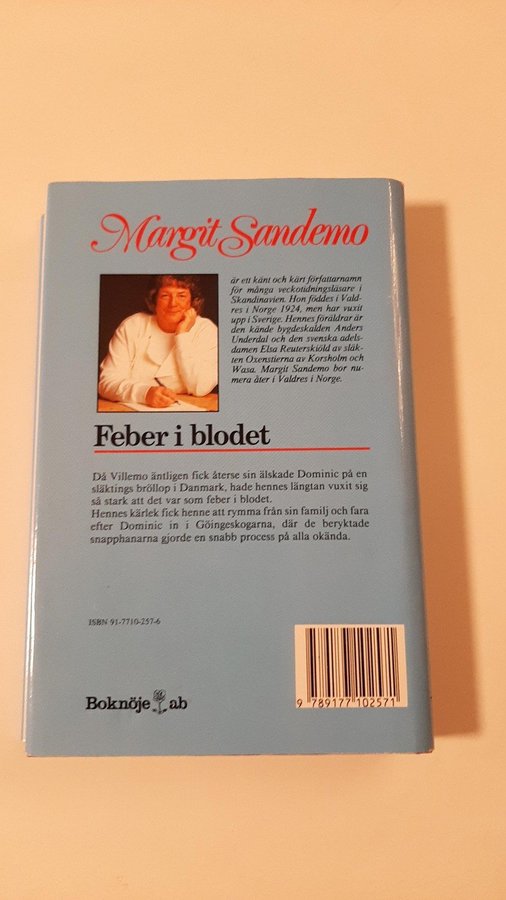 Margit Sandemo
är ett känt och kärt författarnamn
för många veckotidningsläsare i
Skandinavien. Hon föddes i Vald-
res i Norge 1924, men har vuxit
upp i Sverige. Hennes föräldrar är
den kände bygdeskalden Anders
Underdal och den svenska adels-
damen Elsa Reuterskiöld av släk-
ten Oxenstierna av Korsholm och
Wasa. Margit Sandemo bor nu-
mera åter i Valdres i Norge.
Feber i blodet
Då Villemo äntligen fick återse sin älskade Dominic på en
släktings bröllop i Danmark, hade hennes längtan vuxit sig
så stark att det var som feber i blodet.
Hennes kärlek fick henne att rymma från sin familj och fara
efter Dominic in i Göingeskogarna, där de beryktade
snapphanarna gjorde en snabb process på alla okända.
ISBN 91-7710-257-6
Boknöje ab
9 789177 102571